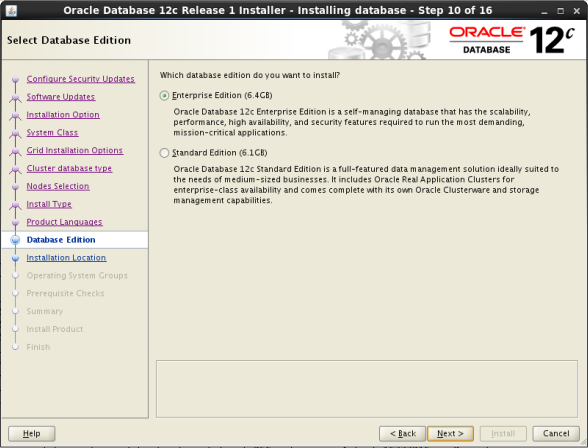 Oracle Database 12c Release 1 Installer - Installing database - Step 10 of 16
Select Database Edition
ORACLE
DATABASE
12c
Configure Security Updates
Software Updates
Installation Option
System Class
Grid Installation Options
Cluster database type
Nodes Selection
Install Type
Product Languages
Database Edition
Installation Location
Operating System Groups
Prerequisite Checks
Summary
Install Product
Finish
Which database edition do you want to install?
Enterprise Edition (6.4GB)
Oracle Database 12c Enterprise Edition is a self-managing database that has the scalability,
performance, high availability, and security features required to run the most demanding,
mission-critical applications.
Standard Edition (6.1GB)
Oracle Database 12c Standard Edition is a full-featured data management solution ideally suited to
the needs of medium-sized businesses. It includes Oracle Real Application Clusters for
enterprise-class availability and comes complete with its own Oracle Clusterware and storage
management capabilities.
Help
< Back
Next >
Install
Cancel